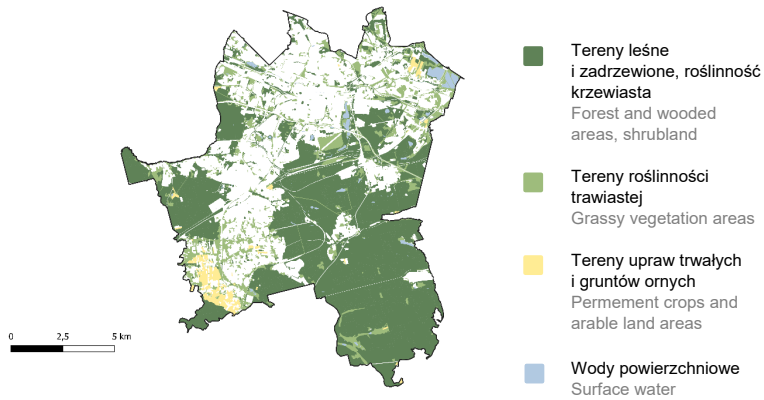 Tereny leśne
i zadrzewione, roślinność
krzewiasta
Forest and wooded
areas, shrubland
Tereny roślinności
trawiastej
Grassy vegetation areas
Tereny upraw trwałych
i gruntów ornych
Permement crops and
arable land areas
Wody powierzchniowe
Surface water
0 2,5 5 km